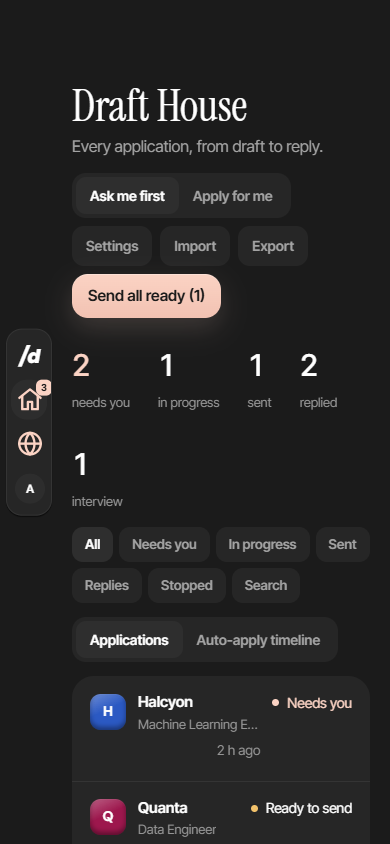 Draft House
Every application, from draft to reply.
Ask me first Apply for me
Settings Import Export
Send all ready (1)
/d
3
A
2 1 1 2
needs you in progress sent replied
1
interview
All Needs you In progress Sent
Replies Stopped Search
Applications Auto-apply timeline
H Halcyon Needs you
Machine Learning E...
2 h ago
Q Quanta Ready to send
Data Engineer